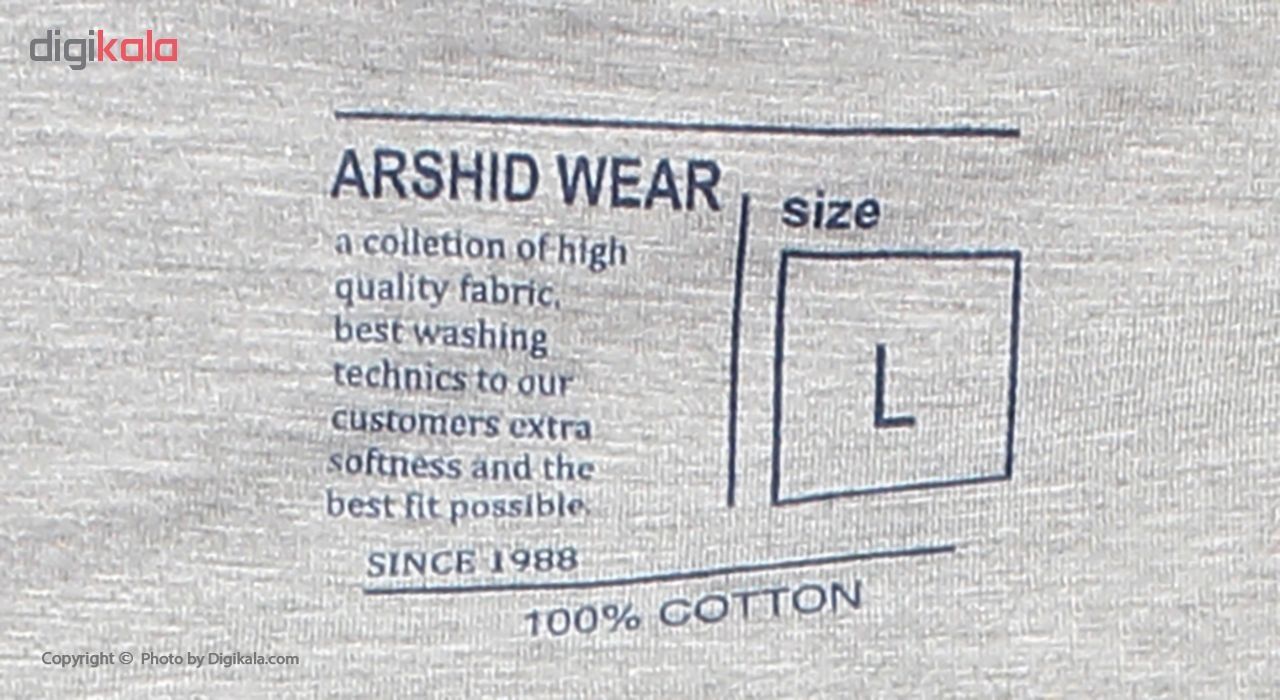 digikala
ARSHID WEAR
size
a colletion of high
quality fabric,
best washing
technics to our
customers extra
softness and the
best fit possible.
L
SINCE 1988
100% COTTON
Copyright © Photo by Digikala.com